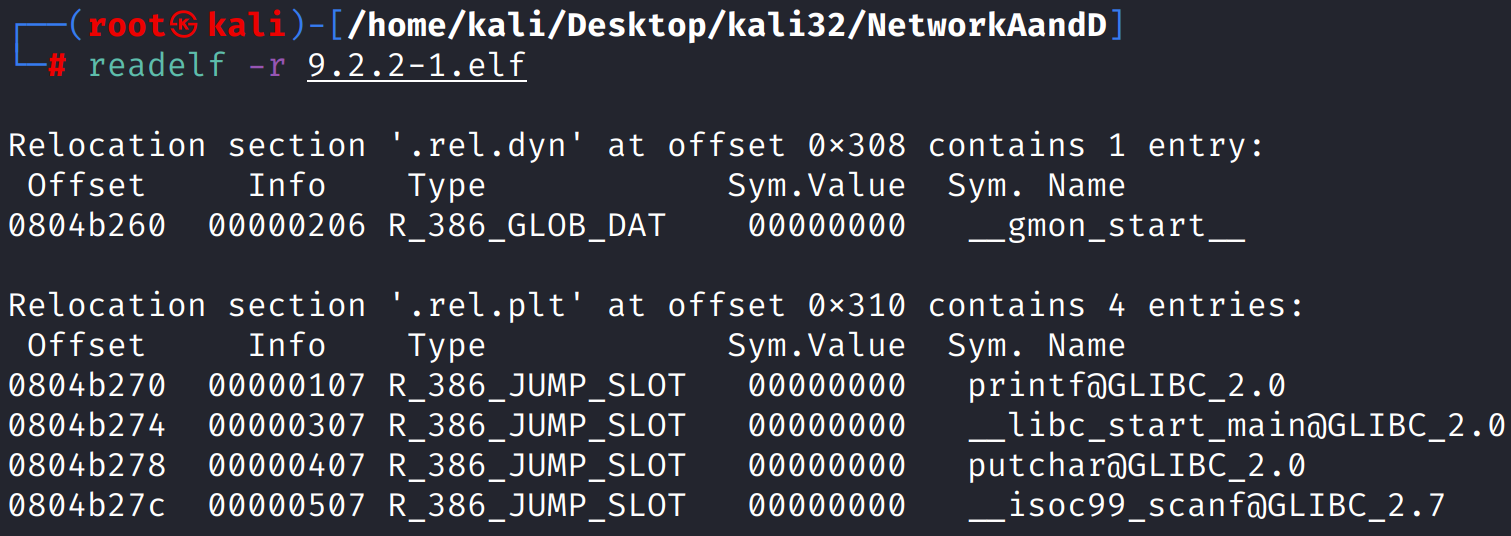 ┌──(root㉿kali)-[/home/kali/Desktop/kali32/NetworkAandD]
└─# readelf -r 9.2.2-1.elf
Relocation section '.rel.dyn' at offset 0x308 contains 1 entry:
 Offset     Info    Type            Sym.Value  Sym. Name
0804b260  00000206 R_386_GLOB_DAT    00000000   __gmon_start__
Relocation section '.rel.plt' at offset 0x310 contains 4 entries:
 Offset     Info    Type            Sym.Value  Sym. Name
0804b270  00000107 R_386_JUMP_SLOT   00000000   printf@GLIBC_2.0
0804b274  00000307 R_386_JUMP_SLOT   00000000   __libc_start_main@GLIBC_2.0
0804b278  00000407 R_386_JUMP_SLOT   00000000   putchar@GLIBC_2.0
0804b27c  00000507 R_386_JUMP_SLOT   00000000   __isoc99_scanf@GLIBC_2.7